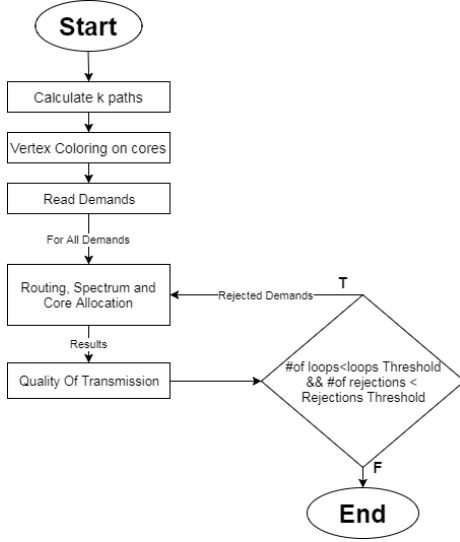 Start
Calculate k paths
Vertex Coloring on cores
Read Demands
For All Demands
Routing, Spectrum and
Core Allocation
Rejected Demands
T
Results
Quality Of Transmission
#of loops<loops Threshold
&& #of rejections <
Rejections Threshold
F
End